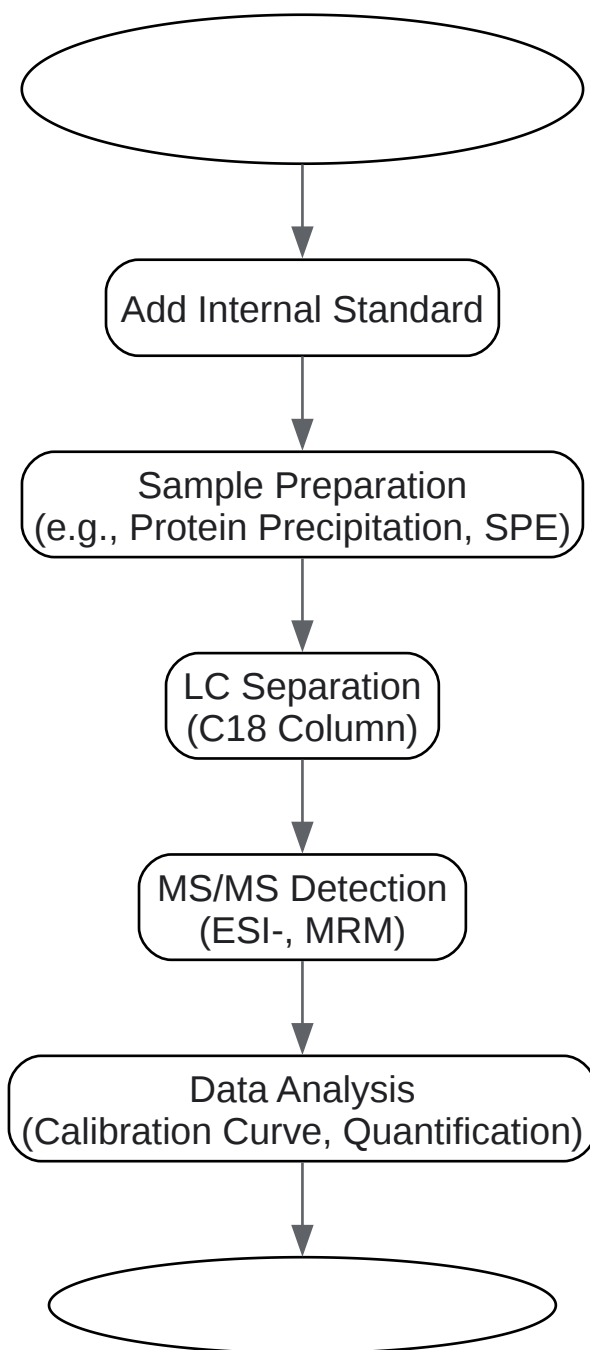 Add Internal Standard
Sample Preparation
(e.g., Protein Precipitation, SPE)
LC Separation
(C18 Column)
MS/MS Detection
(ESI-, MRM)
Data Analysis
(Calibration Curve, Quantification)